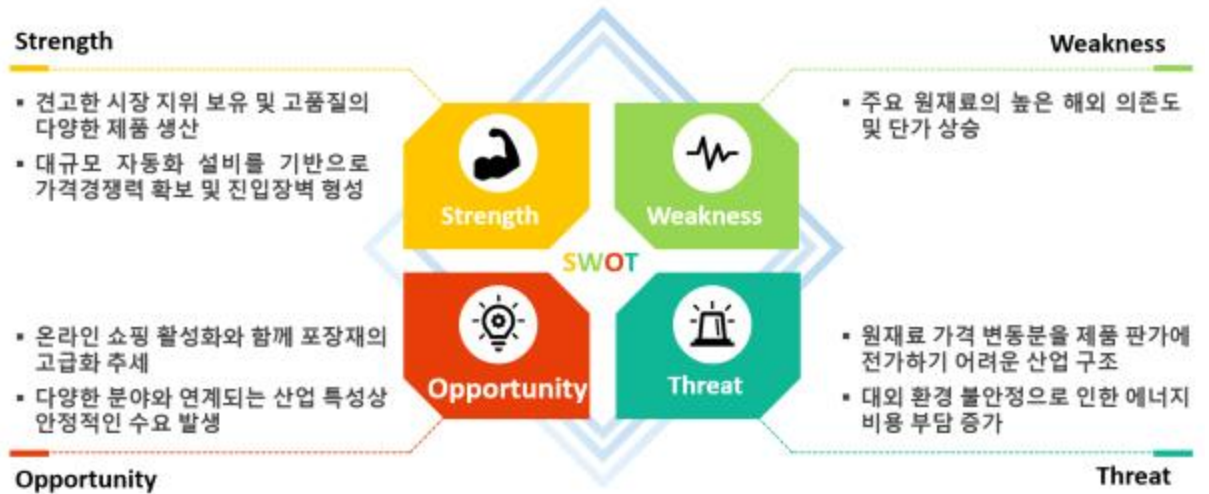 Strength
▪ 견고한 시장 지위 보유 및 고품질의
다양한 제품 생산
▪ 대규모 자동화 설비를 기반으로
가격경쟁력 확보 및 진입장벽 형성
Weakness
▪ 주요 원재료의 높은 해외 의존도
및 단가 상승
Strength
Weakness
SWOT
Opportunity
Threat
▪ 온라인 쇼핑 활성화와 함께 포장재의
고급화 추세
▪ 다양한 분야와 연계되는 산업 특성상
안정적인 수요 발생
Opportunity
▪ 원재료 가격 변동분을 제품 판가에
전가하기 어려운 산업 구조
▪ 대외 환경 불안정으로 인한 에너지
비용 부담 증가
Threat